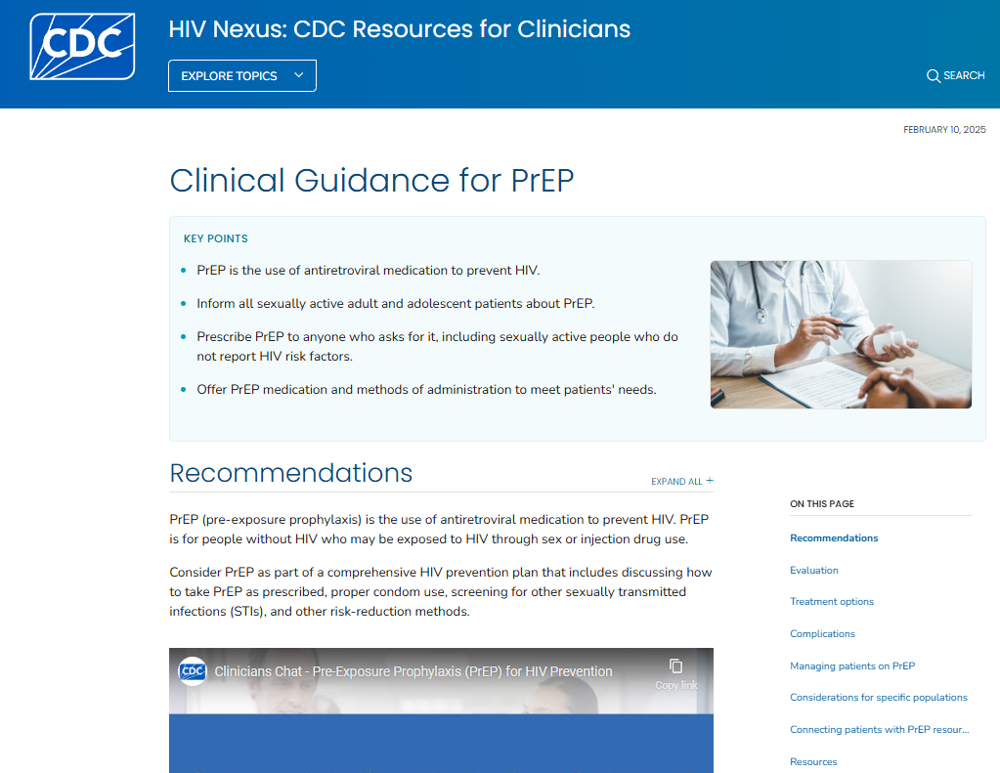 CDC
HIV Nexus: CDC Resources for Clinicians
EXPLORE TOPICS
SEARCH
FEBRUARY 10, 2025
Clinical Guidance for PrEP
KEY POINTS
PrEP is the use of antiretroviral medication to prevent HIV.
Inform all sexually active adult and adolescent patients about PrEP.
Prescribe PrEP to anyone who asks for it, including sexually active people who do
not report HIV risk factors.
Offer PrEP medication and methods of administration to meet patients' needs.
Recommendations
EXPAND ALL +
PrEP (pre-exposure prophylaxis) is the use of antiretroviral medication to prevent HIV. PrEP
is for people without HIV who may be exposed to HIV through sex or injection drug use.
Consider PrEP as part of a comprehensive HIV prevention plan that includes discussing how
to take PrEP as prescribed, proper condom use, screening for other sexually transmitted
infections (STIs), and other risk-reduction methods.
CDC
Clinicians Chat - Pre-Exposure Prophylaxis (PrEP) for HIV Prevention
Copy link
ON THIS PAGE
Recommendations
Evaluation
Treatment options
Complications
Managing patients on PrEP
Considerations for specific populations
Connecting patients with PrEP resour...
Resources